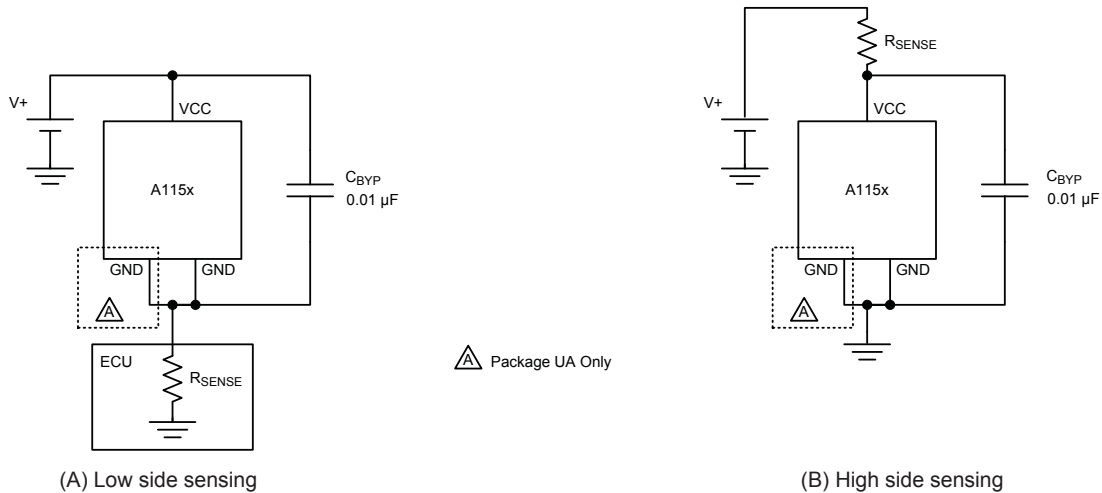 V+
VCC
A115x
CBYP
0.01 µF
GND
GND
A
ECU
RSENSE
(A) Low side sensing
A Package UA Only
RSENSE
V+
VCC
A115x
CBYP
0.01 µF
GND
GND
A
(B) High side sensing